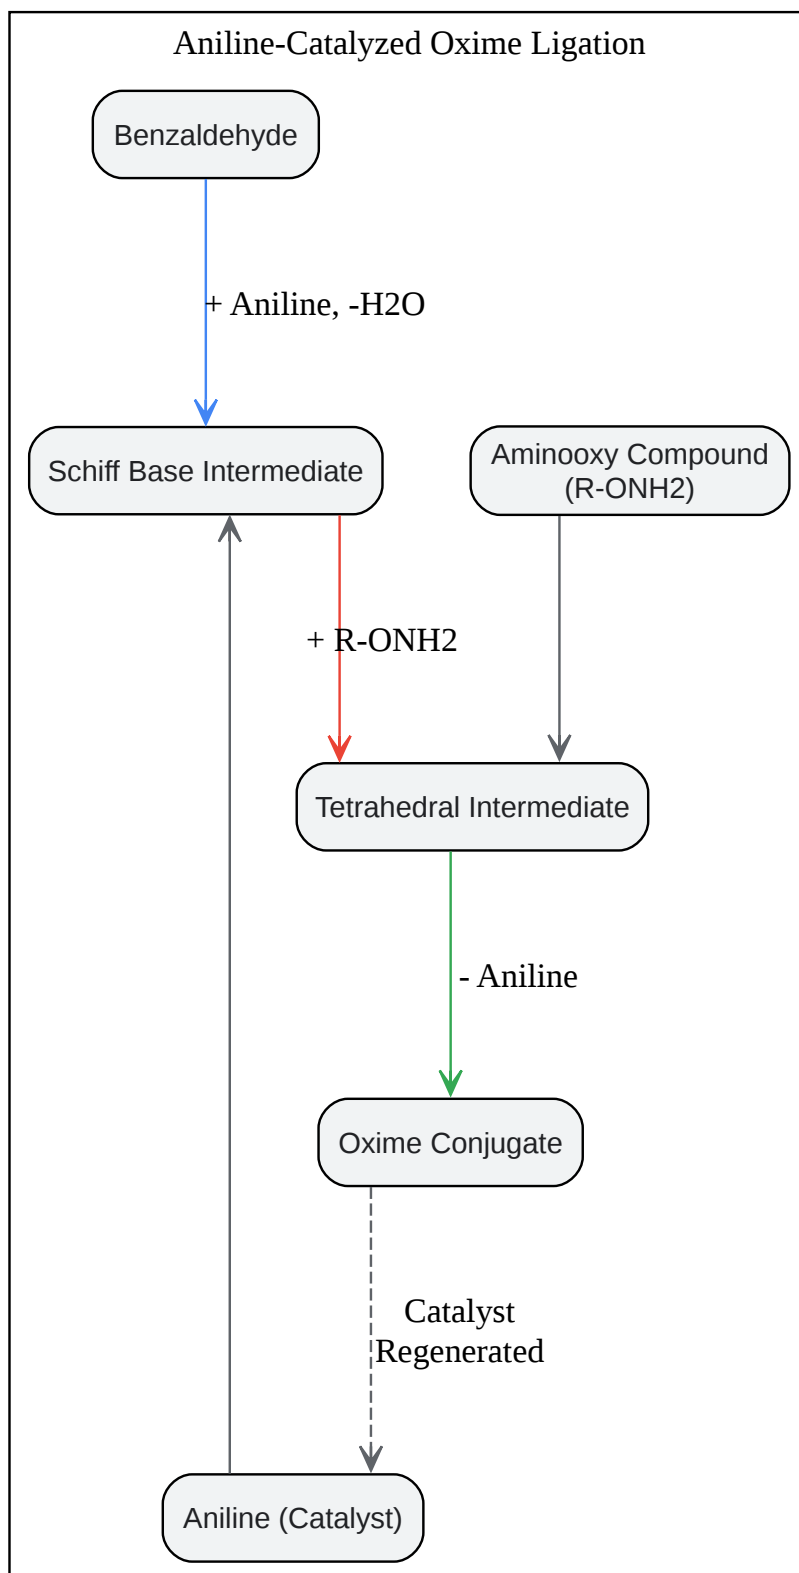 Aniline-Catalyzed Oxime Ligation
Benzaldehyde
+ Aniline, -H2O
Schiff Base Intermediate
Aminooxy Compound
(R-ONH2)
+ R-ONH2
Tetrahedral Intermediate
- Aniline
Oxime Conjugate
Catalyst
Regenerated
Aniline (Catalyst)